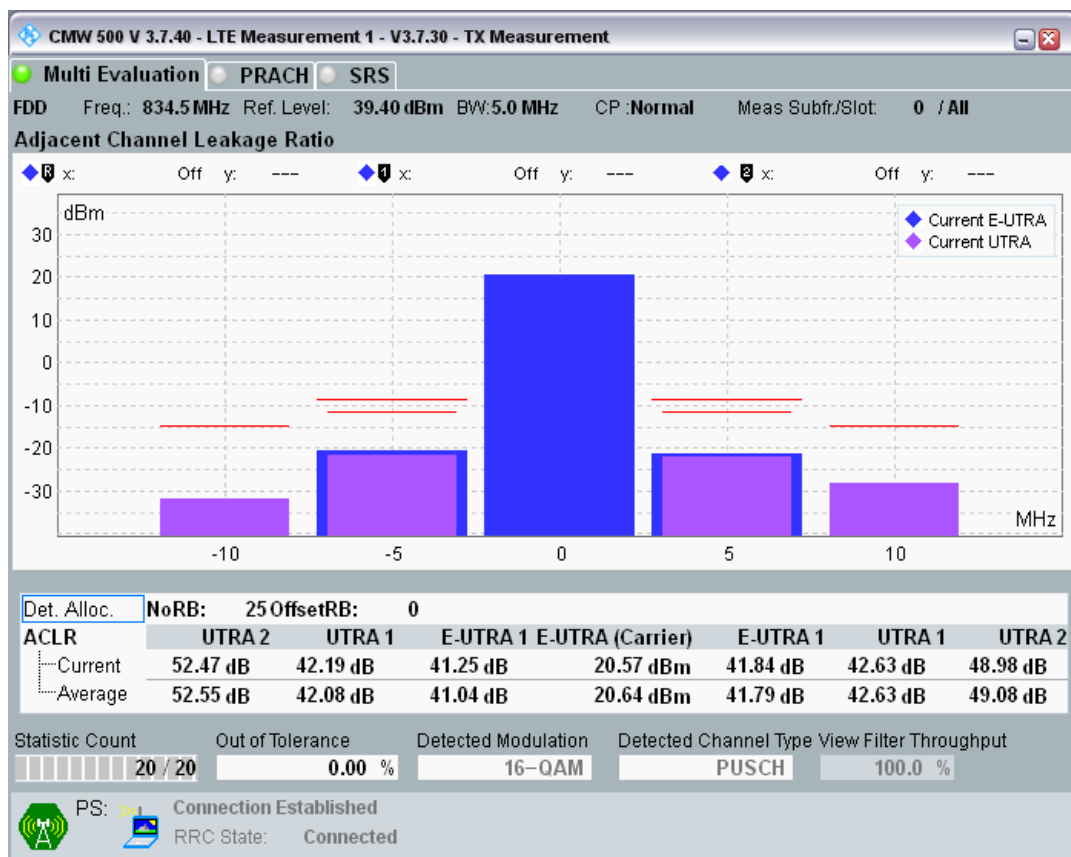 CMW 500 V 3.7.40 - LTE Measurement 1 - V3.7.30 - TX Measurement
Multi Evaluation PRACH SRS
FDD Freq.: 834.5 MHz Ref. Level: 39.40 dBm BW:5.0 MHz CP :Normal Meas Subfr./Slot: 0 / All
Adjacent Channel Leakage Ratio
R x: Off y: --- 1 x: Off y: --- 2 x: Off y: ---
dBm
Current E-UTRA
Current UTRA
30
20
10
0
-10
-20
-30
MHz
-10 -5 0 5 10
Det. Alloc. NoRB: 25 OffsetRB: 0
ACLR UTRA 2 UTRA 1 E-UTRA 1 E-UTRA (Carrier) E-UTRA 1 UTRA 1 UTRA 2
Current 52.47 dB 42.19 dB 41.25 dB 20.57 dBm 41.84 dB 42.63 dB 48.98 dB
Average 52.55 dB 42.08 dB 41.04 dB 20.64 dBm 41.79 dB 42.63 dB 49.08 dB
Statistic Count Out of Tolerance Detected Modulation Detected Channel Type View Filter Throughput
20 / 20 0.00 % 16-QAM PUSCH 100.0 %
PS: Connection Established
RRC State: Connected